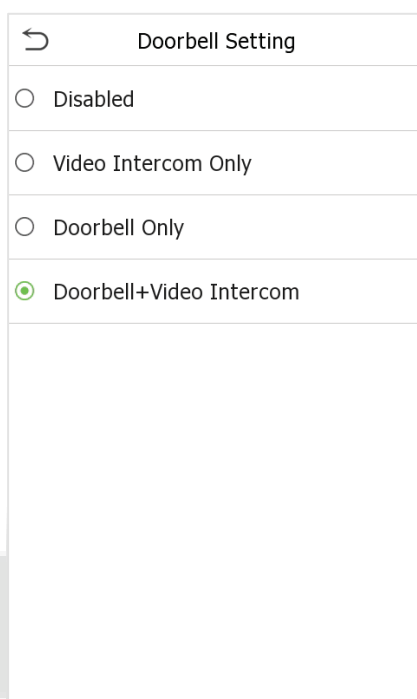 Doorbell Setting
Disabled
Video Intercom Only
Doorbell Only
Doorbell+Video Intercom